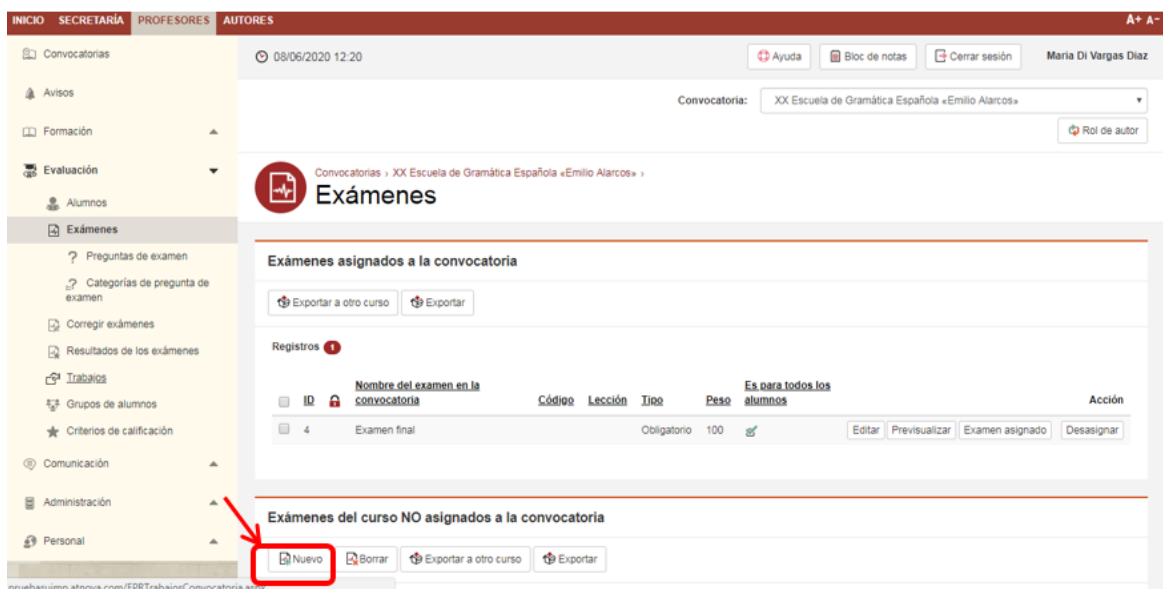 INICIO SECRETARÍA PROFESORES AUTORES A+ A-
Convocatorias
Avisos
Formación
Evaluación
Alumnos
Exámenes
? Preguntas de examen
? Categorías de pregunta de
examen
Corregir exámenes
Resultados de los exámenes
Trabajos
Grupos de alumnos
Criterios de calificación
Comunicación
Administración
Personal
08/06/2020 12:20 Ayuda Bloc de notas Cerrar sesión Maria Di Vargas Diaz
Convocatoria: XX Escuela de Gramática Española «Emilio Alarcos»
Rol de autor
Convocatorias › XX Escuela de Gramática Española «Emilio Alarcos» ›
Exámenes
Exámenes asignados a la convocatoria
Exportar a otro curso Exportar
Registros 1
ID Nombre del examen en la convocatoria Código Lección Tipo Peso Es para todos los alumnos Acción
4 Examen final Obligatorio 100 Editar Previsualizar Examen asignado Desasignar
Exámenes del curso NO asignados a la convocatoria
Nuevo Borrar Exportar a otro curso Exportar
pruebasuimp.atnova.com/EPRTrabajosConvocatoria.aspx